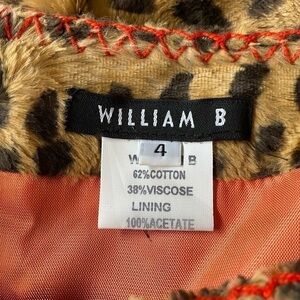 WILLIAM B
4
W B
62%COTTON
38%VISCOSE
LINING
100%ACETATE